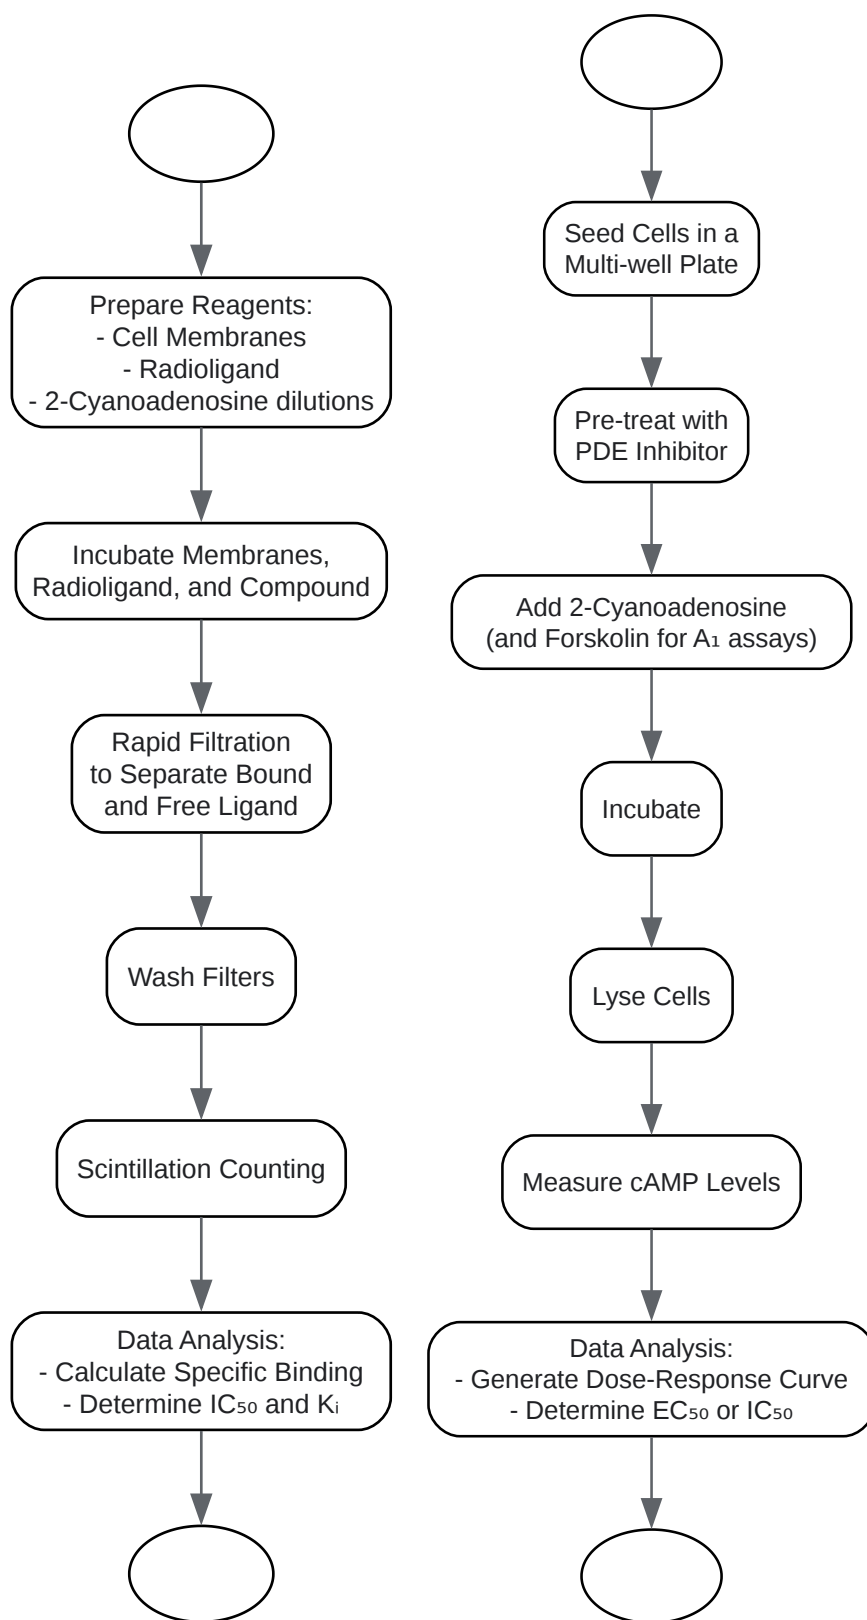 Prepare Reagents:
- Cell Membranes
- Radioligand
- 2-Cyanoadenosine dilutions
Incubate Membranes,
Radioligand, and Compound
Rapid Filtration
to Separate Bound
and Free Ligand
Wash Filters
Scintillation Counting
Data Analysis:
- Calculate Specific Binding
- Determine IC₅₀ and Kᵢ
Seed Cells in a
Multi-well Plate
Pre-treat with
PDE Inhibitor
Add 2-Cyanoadenosine
(and Forskolin for A₁ assays)
Incubate
Lyse Cells
Measure cAMP Levels
Data Analysis:
- Generate Dose-Response Curve
- Determine EC₅₀ or IC₅₀